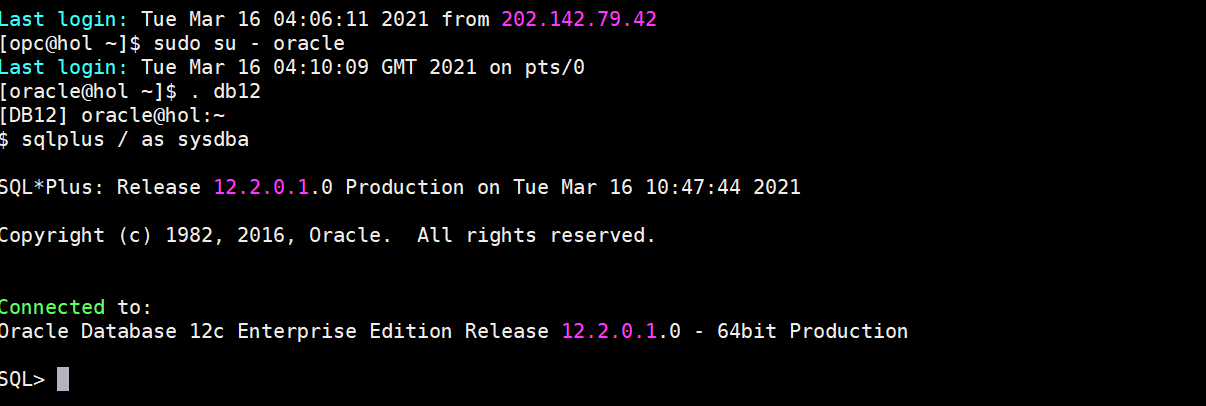 Last login: Tue Mar 16 04:06:11 2021 from 202.142.79.42
[opc@hol ~]$ sudo su - oracle
Last login: Tue Mar 16 04:10:09 GMT 2021 on pts/0
[oracle@hol ~]$ . db12
[DB12] oracle@hol:~
$ sqlplus / as sysdba
SQL*Plus: Release 12.2.0.1.0 Production on Tue Mar 16 10:47:44 2021
Copyright (c) 1982, 2016, Oracle.  All rights reserved.
Connected to:
Oracle Database 12c Enterprise Edition Release 12.2.0.1.0 - 64bit Production
SQL>